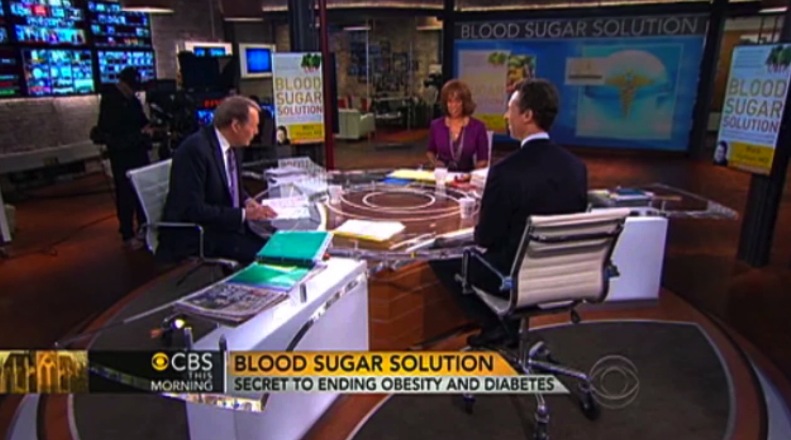 BLOOD SUGAR SOLUTION
BLOOD
SUGAR
SOLUTION
BLOOD
SUGAR
SOLUTION
CBS
THIS
MORNING
BLOOD SUGAR SOLUTION
SECRET TO ENDING OBESITY AND DIABETES